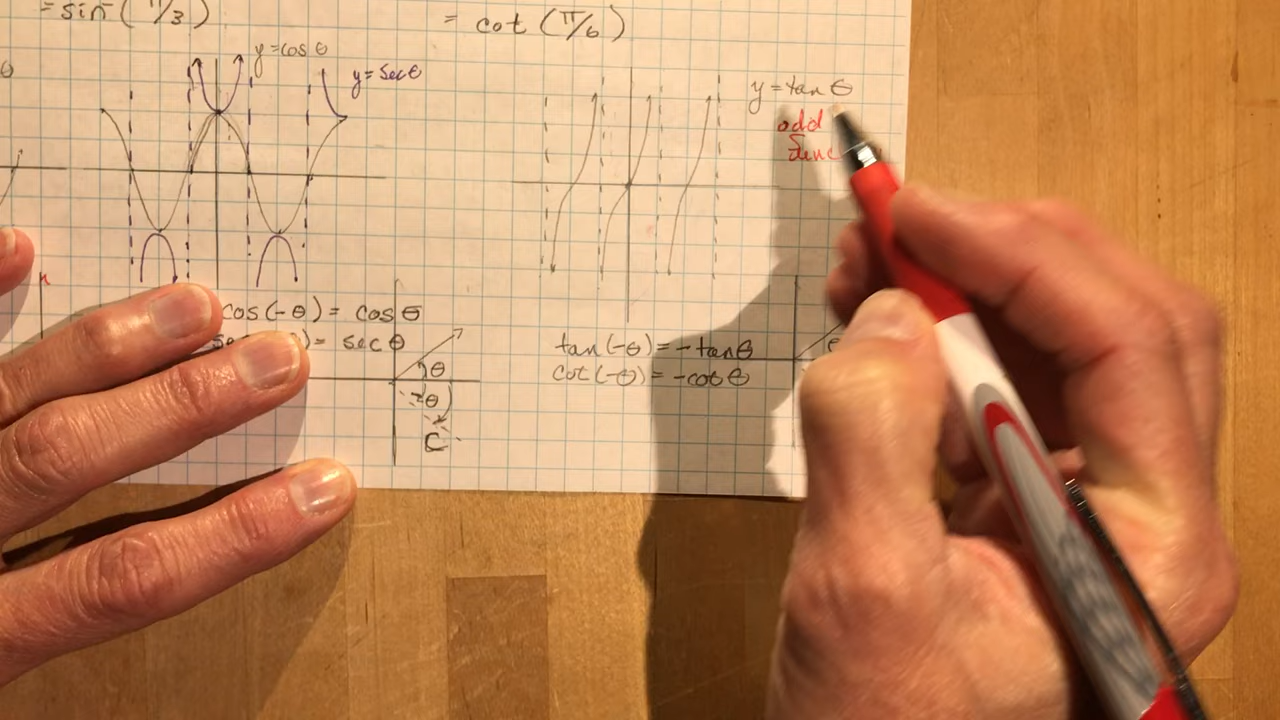 = sin (π/3)
= cot (π/6)
θ
y = cos θ
y = sec θ
y = tan θ
odd
func
cos(-θ) = cos θ
) = sec θ
θ
-θ
C
tan(-θ) = - tan θ
cot(-θ) = -cot θ